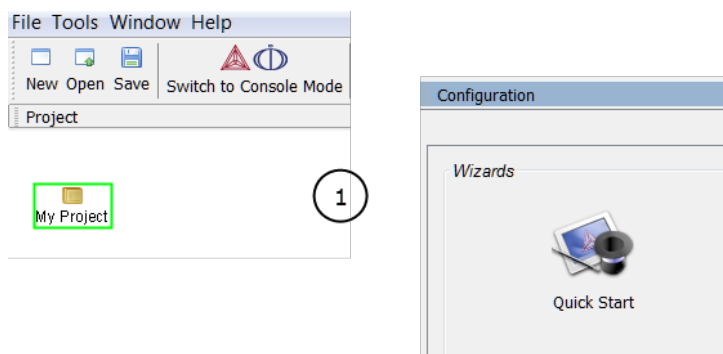 File Tools Window Help
New Open Save Switch to Console Mode
Project
My Project
1
Configuration
Wizards
Quick Start